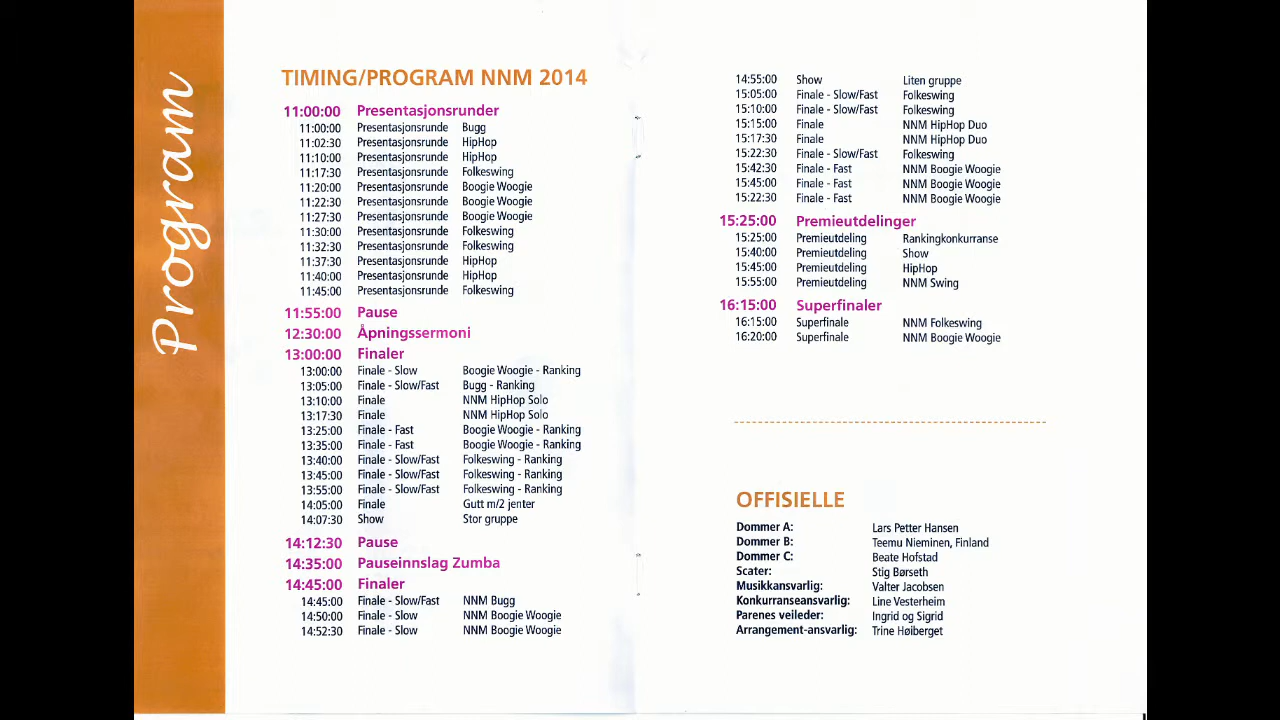 Program
TIMING/PROGRAM NNM 2014
11:00:00 Presentasjonsrunder
11:00:00 Presentasjonsrunde Bugg
11:02:30 Presentasjonsrunde HipHop
11:10:00 Presentasjonsrunde HipHop
11:17:30 Presentasjonsrunde Folkeswing
11:20:00 Presentasjonsrunde Boogie Woogie
11:22:30 Presentasjonsrunde Boogie Woogie
11:27:30 Presentasjonsrunde Boogie Woogie
11:30:00 Presentasjonsrunde Folkeswing
11:32:30 Presentasjonsrunde Folkeswing
11:37:30 Presentasjonsrunde HipHop
11:40:00 Presentasjonsrunde HipHop
11:45:00 Presentasjonsrunde Folkeswing
11:55:00 Pause
12:30:00 Åpningssermoni
13:00:00 Finaler
13:00:00 Finale - Slow Boogie Woogie - Ranking
13:05:00 Finale - Slow/Fast Bugg - Ranking
13:10:00 Finale NNM HipHop Solo
13:17:30 Finale NNM HipHop Solo
13:25:00 Finale - Fast Boogie Woogie - Ranking
13:35:00 Finale - Fast Boogie Woogie - Ranking
13:40:00 Finale - Slow/Fast Folkeswing - Ranking
13:45:00 Finale - Slow/Fast Folkeswing - Ranking
13:55:00 Finale - Slow/Fast Folkeswing - Ranking
14:05:00 Finale Gutt m/2 jenter
14:07:30 Show Stor gruppe
14:12:30 Pause
14:35:00 Pauseinnslag Zumba
14:45:00 Finaler
14:45:00 Finale - Slow/Fast NNM Bugg
14:50:00 Finale - Slow NNM Boogie Woogie
14:52:30 Finale - Slow NNM Boogie Woogie
14:55:00 Show Liten gruppe
15:05:00 Finale - Slow/Fast Folkeswing
15:10:00 Finale - Slow/Fast Folkeswing
15:15:00 Finale NNM HipHop Duo
15:17:30 Finale NNM HipHop Duo
15:22:30 Finale - Slow/Fast Folkeswing
15:42:30 Finale - Fast NNM Boogie Woogie
15:45:00 Finale - Fast NNM Boogie Woogie
15:22:30 Finale - Fast NNM Boogie Woogie
15:25:00 Premieutdelinger
15:25:00 Premieutdeling Rankingkonkurranse
15:40:00 Premieutdeling Show
15:45:00 Premieutdeling HipHop
15:55:00 Premieutdeling NNM Swing
16:15:00 Superfinaler
16:15:00 Superfinale NNM Folkeswing
16:20:00 Superfinale NNM Boogie Woogie
OFFISIELLE
Dommer A: Lars Petter Hansen
Dommer B: Teemu Nieminen, Finland
Dommer C: Beate Hofstad
Scater: Stig Børseth
Musikkansvarlig: Valter Jacobsen
Konkurranseansvarlig: Line Vesterheim
Parenes veileder: Ingrid og Sigrid
Arrangement-ansvarlig: Trine Høiberget